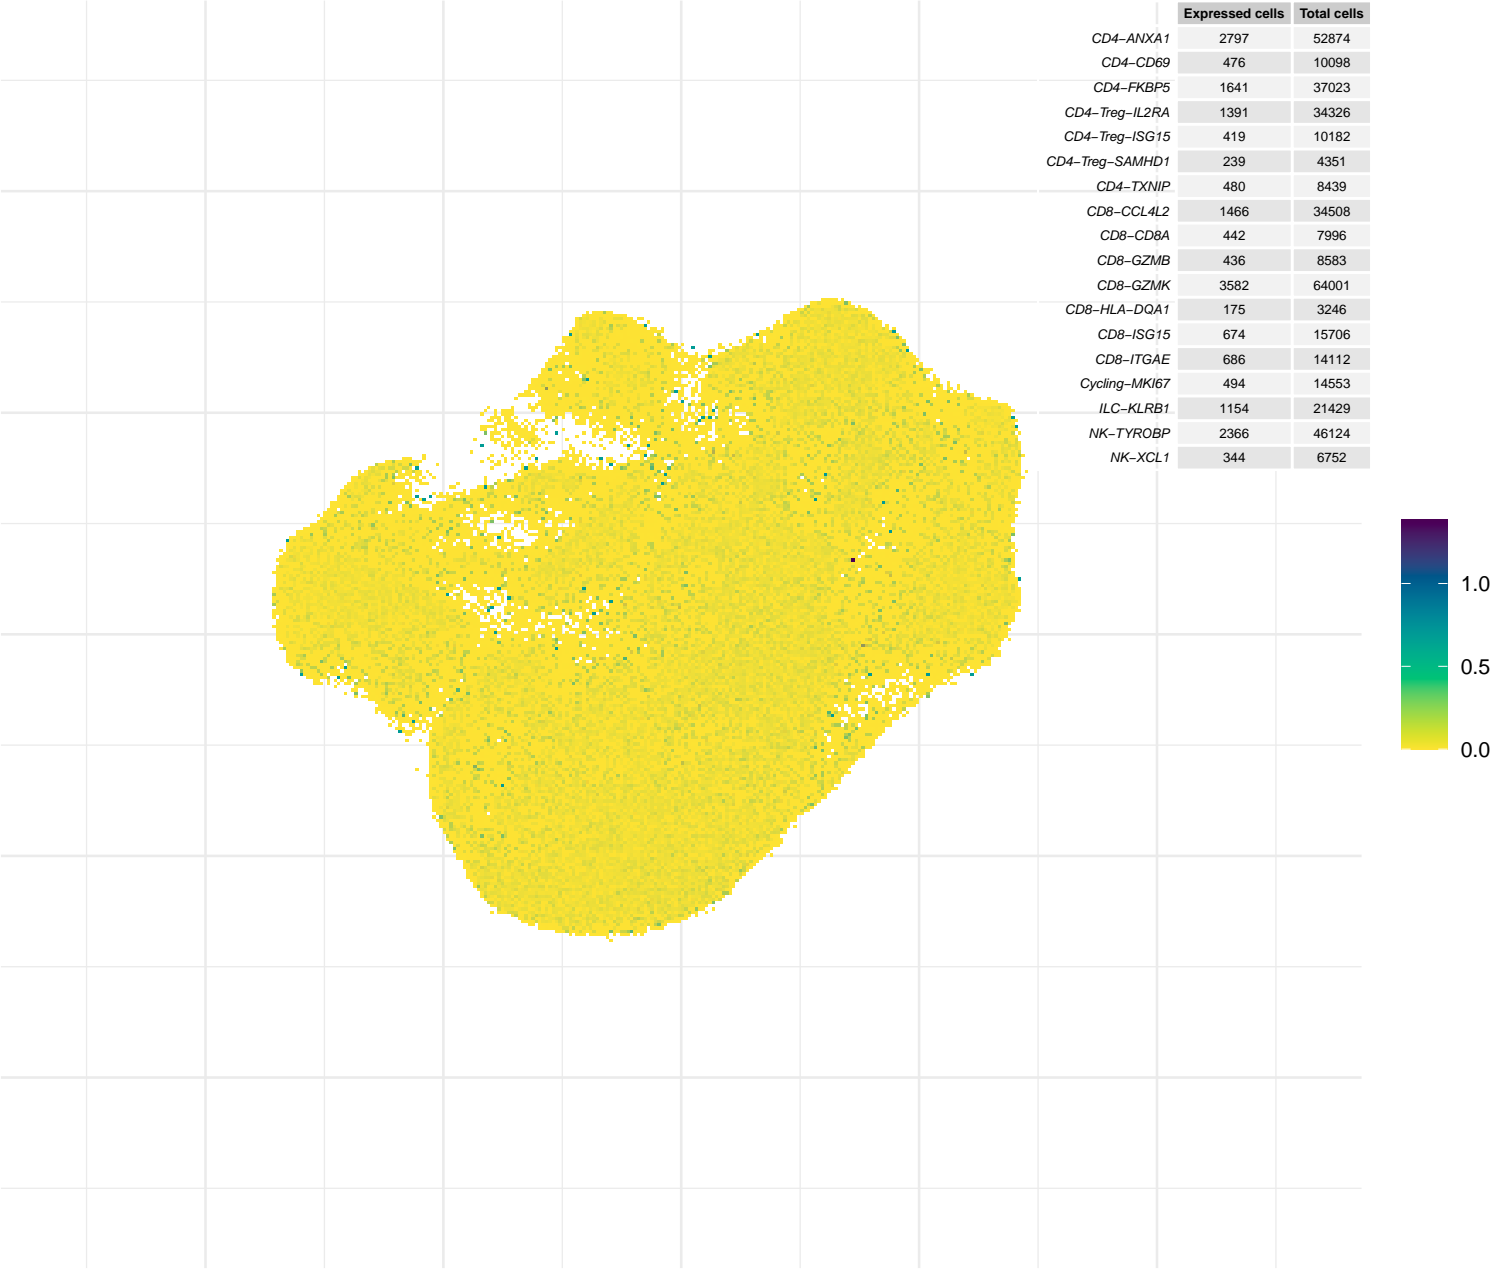 Expressed cells Total cells
CD4−ANXA1 2797 52874
CD4−CD69 476 10098
CD4−FKBP5 1641 37023
CD4−Treg−IL2RA 1391 34326
CD4−Treg−ISG15 419 10182
CD4−Treg−SAMHD1 239 4351
CD4−TXNIP 480 8439
CD8−CCL4L2 1466 34508
CD8−CD8A 442 7996
CD8−GZMB 436 8583
CD8−GZMK 3582 64001
CD8−HLA−DQA1 175 3246
CD8−ISG15 674 15706
CD8−ITGAE 686 14112
Cycling−MKI67 494 14553
ILC−KLRB1 1154 21429
NK−TYROBP 2366 46124
NK−XCL1 344 6752
1.0
0.5
0.0